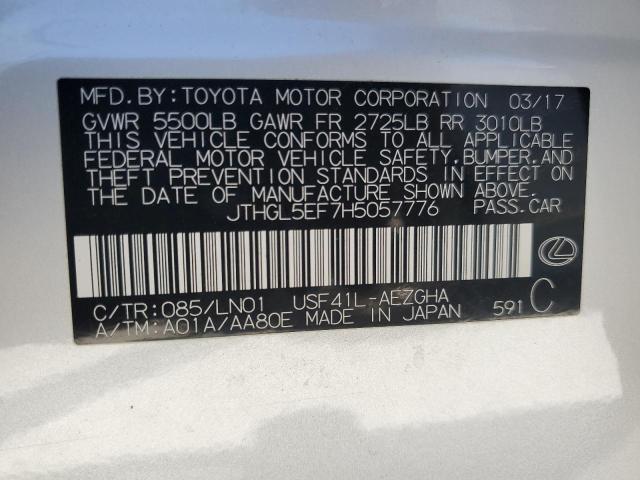 MFD.BY:TOYOTA MOTOR CORPORATION 03/17
GVWR 5500LB GAWR FR 2725LB RR 3010LB
THIS VEHICLE CONFORMS TO ALL APPLICABLE
FEDERAL MOTOR VEHICLE SAFETY,BUMPER,AND
THEFT PREVENTION STANDARDS IN EFFECT ON
THE DATE OF MANUFACTURE SHOWN ABOVE.
JTHGL5EF7H5057776 PASS.CAR
C/TR:085/LN01 USF41L-AEZGHA
A/TM:A01A/AA80E MADE IN JAPAN 591 C